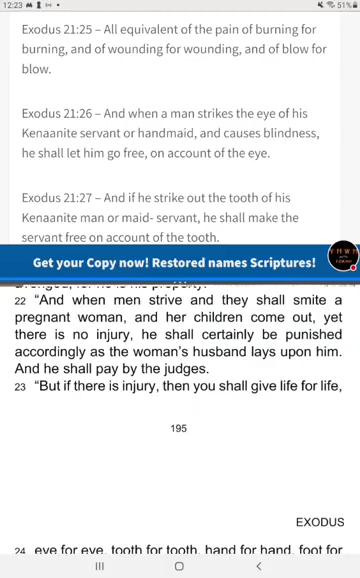 12:23
51%
Exodus 21:25 – All equivalent of the pain of burning for
burning, and of wounding for wounding, and of blow for
blow.
Exodus 21:26 – And when a man strikes the eye of his
Kenaanite servant or handmaid, and causes blindness,
he shall let him go free, on account of the eye.
Exodus 21:27 – And if he strike out the tooth of his
Kenaanite man or maid- servant, he shall make the
servant free on account of the tooth.
Get your Copy now! Restored names Scriptures!
avenged, for he is his property.
22 “And when men strive and they shall smite a
pregnant woman, and her children come out, yet
there is no injury, he shall certainly be punished
accordingly as the woman’s husband lays upon him.
And he shall pay by the judges.
23 “But if there is injury, then you shall give life for life,
195
EXODUS
24 eye for eye, tooth for tooth, hand for hand, foot for